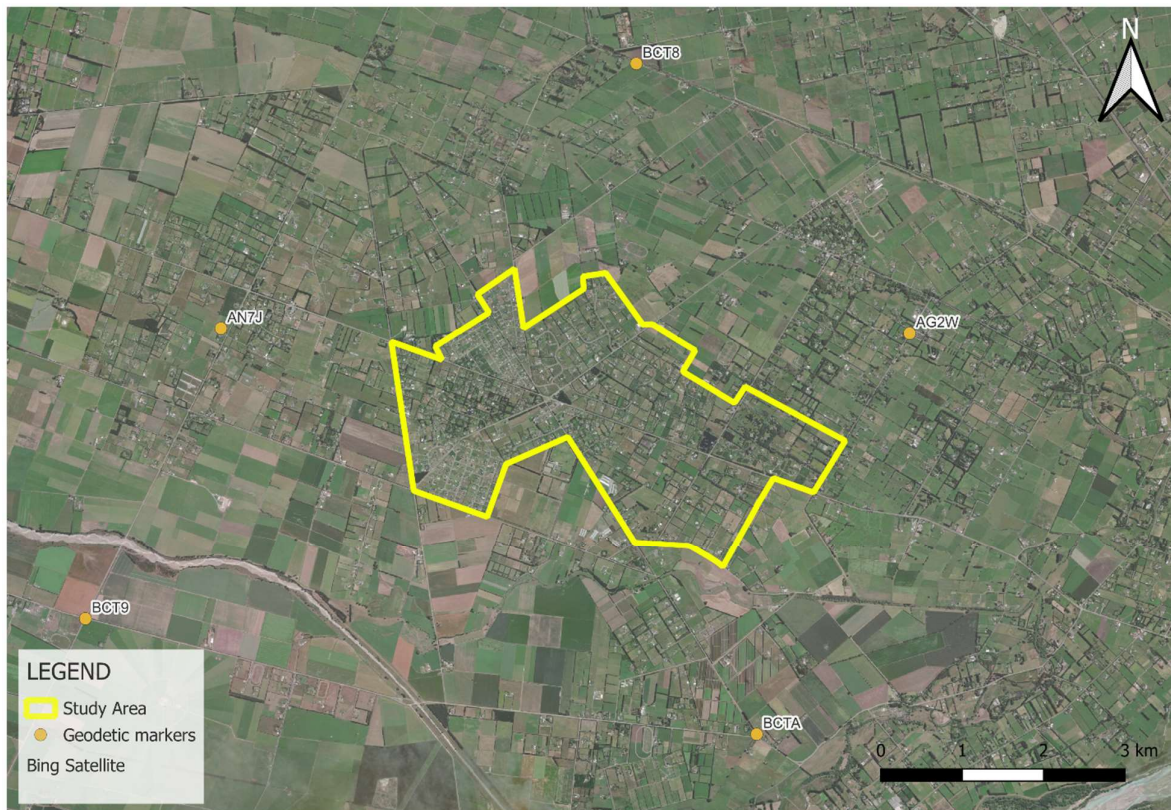 BCT8
N
AN7J
AG2W
BCT9
LEGEND
Study Area
Geodetic markers
Bing Satellite
BCTA
0 1 2 3 km